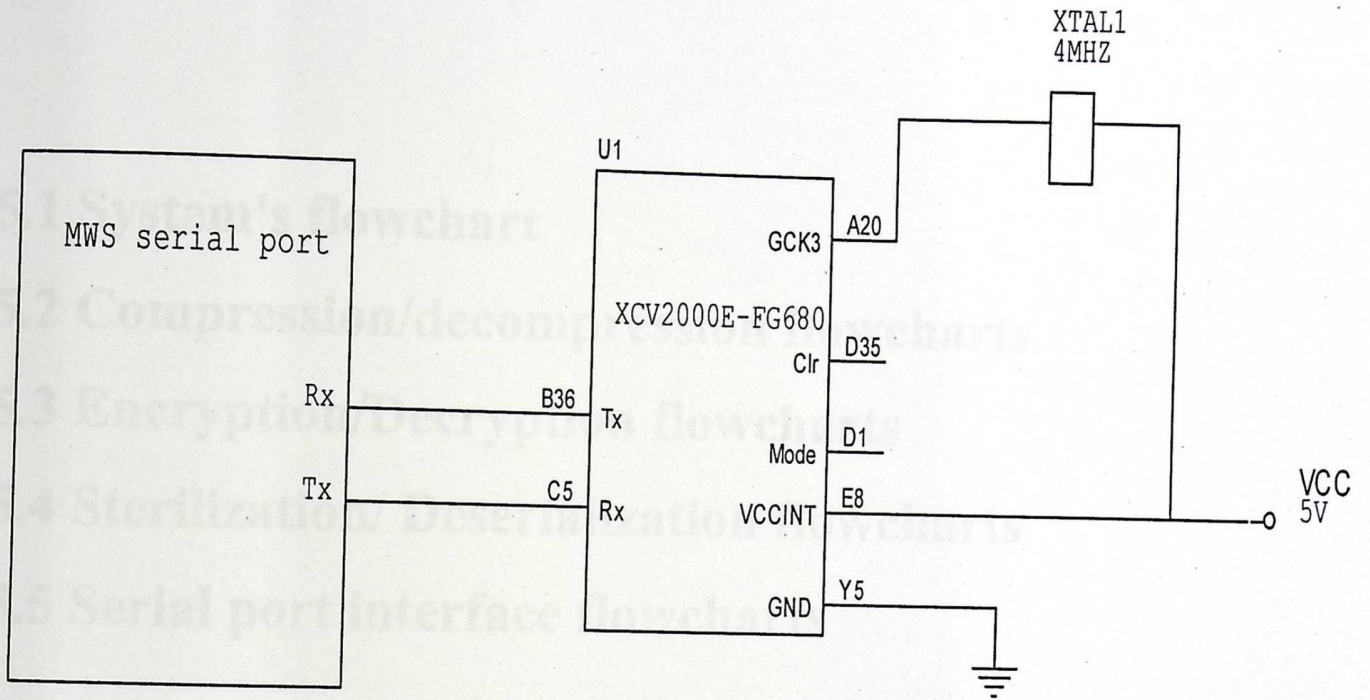 XTAL1
4MHZ
U1
MWS serial port
GCK3
A20
XCV2000E-FG680
Clr
D35
Rx
B36
Tx
Mode
D1
Tx
C5
Rx
VCCINT
E8
VCC
5V
GND
Y5
5.1 System's flowchart
5.2 Compression/decompression flowcharts
5.3 Encryption/Decryption flowcharts
5.4 Sterilization/ Deserialization flowcharts
5.5 Serial port interface flowcharts